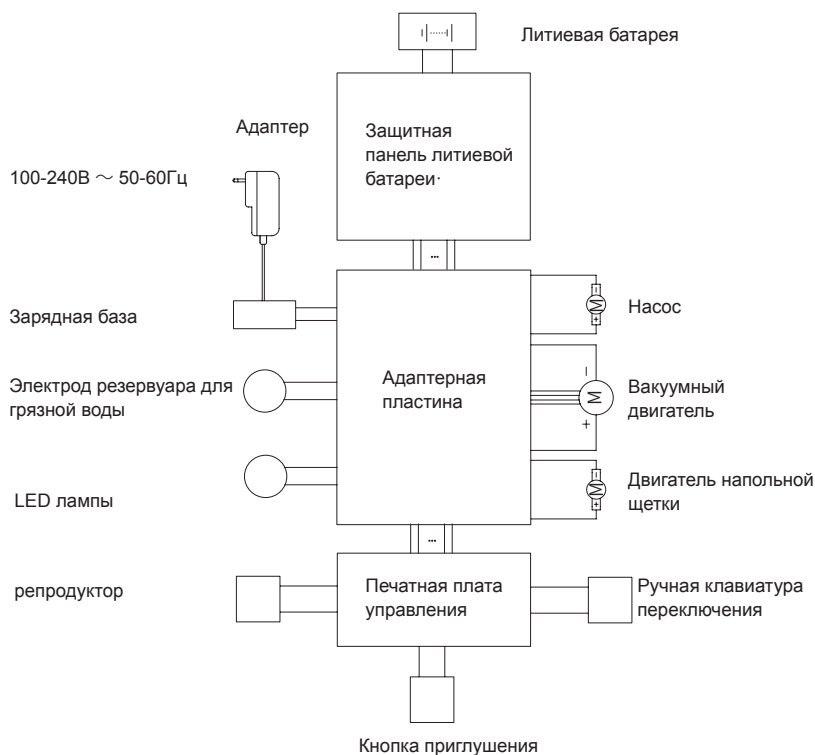 Литиевая батарея
Защитная
панель литиевой
батареи·
Адаптер
100-240В ～ 50-60Гц
...
Зарядная база
Насос
M
Электрод резервуара для
грязной воды
Адаптерная
пластина
Вакуумный
двигатель
M
LED лампы
Двигатель напольной
щетки
M
...
репродуктор
Печатная плата
управления
Ручная клавиатура
переключения
Кнопка приглушения